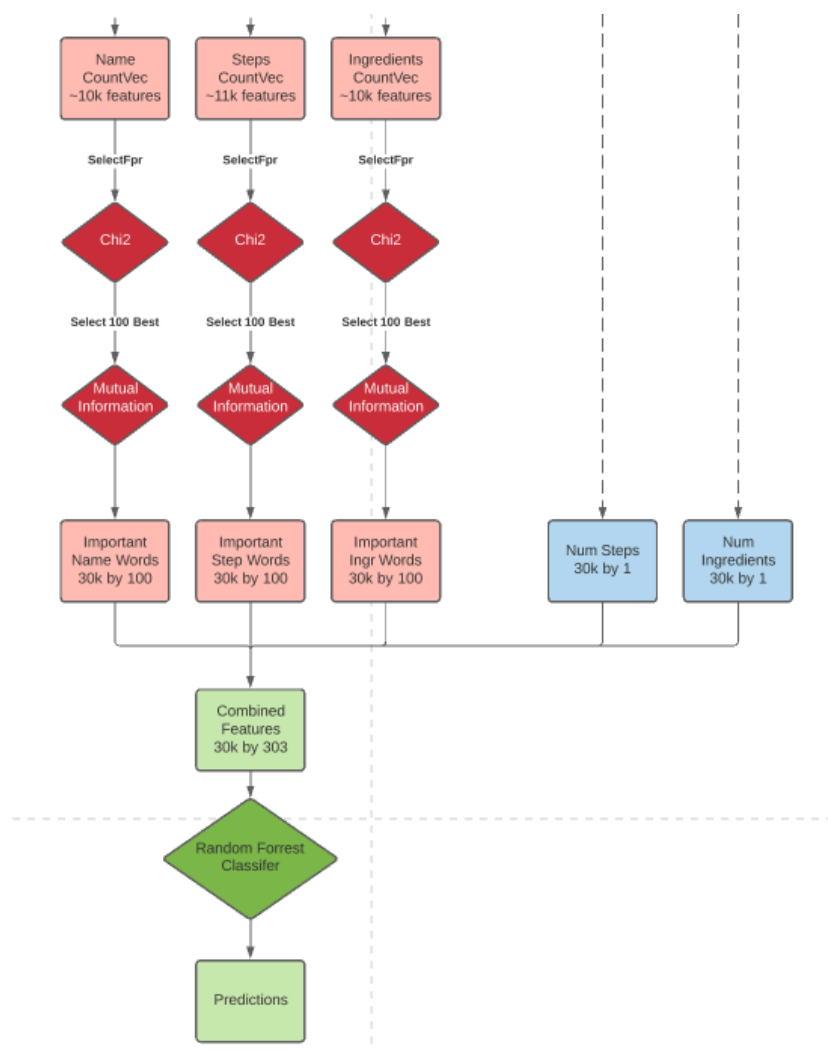 Name
CountVec
~10k features
Steps
CountVec
~11k features
Ingredients
CountVec
~10k features
SelectFpr
SelectFpr
SelectFpr
Chi2
Chi2
Chi2
Select 100 Best
Select 100 Best
Select 100 Best
Mutual
Information
Mutual
Information
Mutual
Information
Important
Name Words
30k by 100
Important
Step Words
30k by 100
Important
Ingr Words
30k by 100
Num Steps
30k by 1
Num
Ingredients
30k by 1
Combined
Features
30k by 303
Random Forrest
Classifer
Predictions